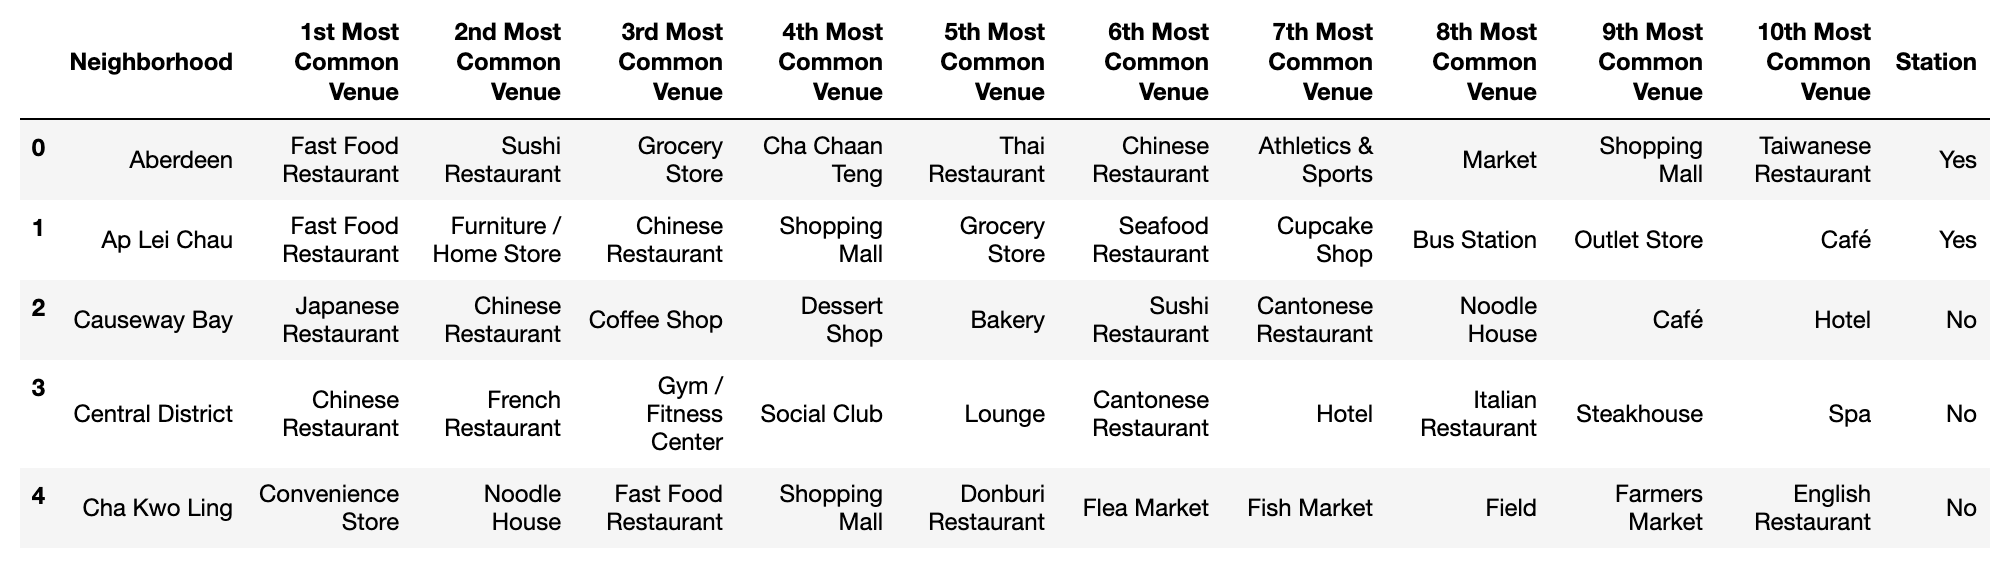 Neighborhood 1st Most Common Venue 2nd Most Common Venue 3rd Most Common Venue 4th Most Common Venue 5th Most Common Venue 6th Most Common Venue 7th Most Common Venue 8th Most Common Venue 9th Most Common Venue 10th Most Common Venue Station
0 Aberdeen Fast Food Restaurant Sushi Restaurant Grocery Store Cha Chaan Teng Thai Restaurant Chinese Restaurant Athletics & Sports Market Shopping Mall Taiwanese Restaurant Yes
1 Ap Lei Chau Fast Food Restaurant Furniture / Home Store Chinese Restaurant Shopping Mall Grocery Store Seafood Restaurant Cupcake Shop Bus Station Outlet Store Café Yes
2 Causeway Bay Japanese Restaurant Chinese Restaurant Coffee Shop Dessert Shop Bakery Sushi Restaurant Cantonese Restaurant Noodle House Café Hotel No
3 Central District Chinese Restaurant French Restaurant Gym / Fitness Center Social Club Lounge Cantonese Restaurant Hotel Italian Restaurant Steakhouse Spa No
4 Cha Kwo Ling Convenience Store Noodle House Fast Food Restaurant Shopping Mall Donburi Restaurant Flea Market Fish Market Field Farmers Market English Restaurant No